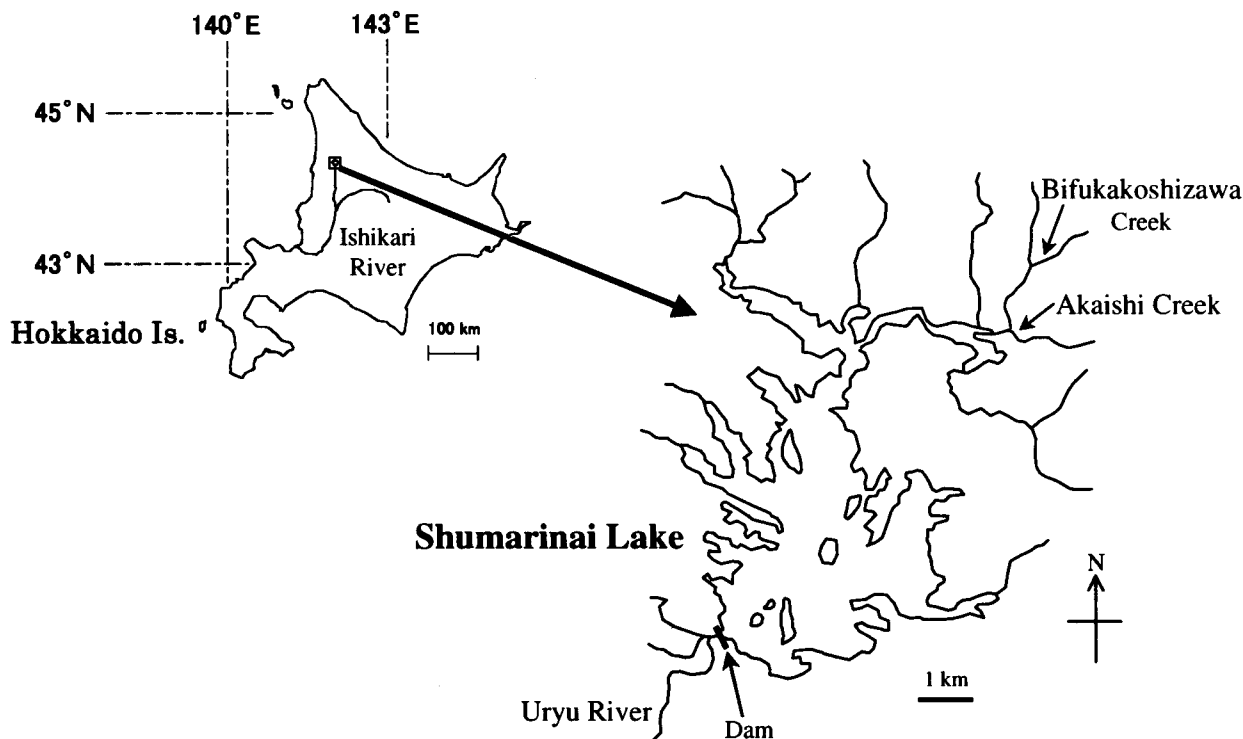 140°E
143°E
45°N
43°N
Ishikari
River
Hokkaido Is.
100 km
Bifukakoshizawa
Creek
Akaishi Creek
Shumarinai Lake
N
1 km
Uryu River
Dam